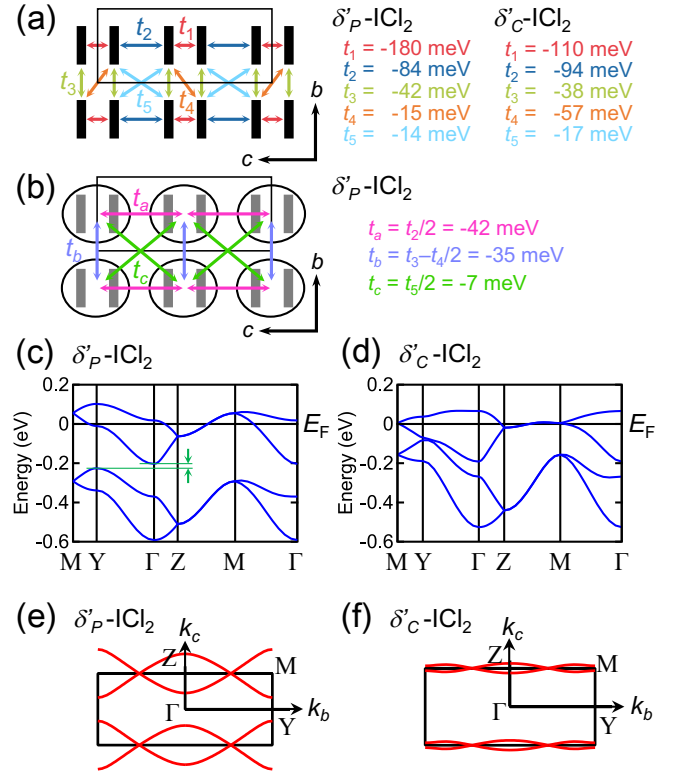 (a)
δ'P-ICl2
δ'C-ICl2
t2 t1
t1 = -180 meV
t1 = -110 meV
t2 = -84 meV
t2 = -94 meV
t3
t3 = -42 meV
t3 = -38 meV
t5 t4
t4 = -15 meV
t4 = -57 meV
t5 = -14 meV
t5 = -17 meV
b
c
(b)
δ'P-ICl2
ta
ta = t2/2 = -42 meV
tb
tb = t3–t4/2 = -35 meV
tc
tc = t5/2 = -7 meV
b
c
(c) δ'P-ICl2
Energy (eV)
0.2
0
-0.2
-0.4
-0.6
EF
M Y Γ Z M Γ
(d) δ'C-ICl2
Energy (eV)
0.2
0
-0.2
-0.4
-0.6
EF
M Y Γ Z M Γ
(e) δ'P-ICl2
kc
Z M
Γ Y kb
(f) δ'C-ICl2
kc
Z M
Γ Y kb